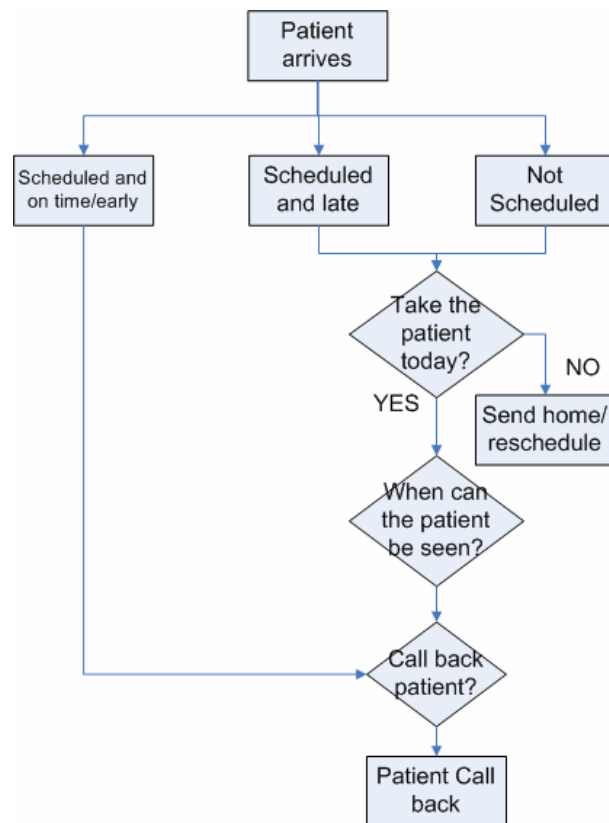 Patient
arrives
Scheduled and
on time/early
Scheduled
and late
Not
Scheduled
Take the
patient
today?
NO
YES
Send home/
reschedule
When can
the patient
be seen?
Call back
patient?
Patient Call
back